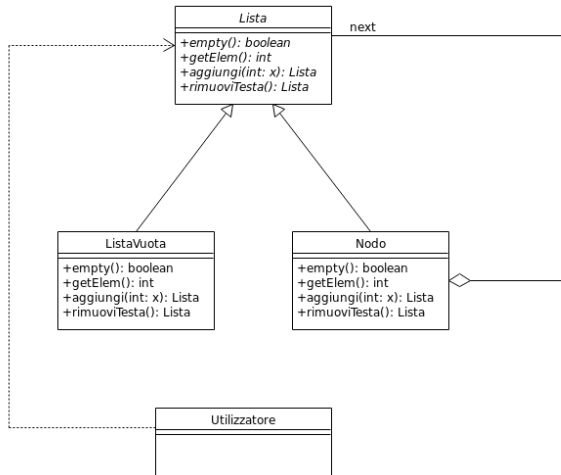 Lista
next
+empty(): boolean
+getElem(): int
+aggiungi(int: x): Lista
+rimuoviTesta(): Lista
ListaVuota
+empty(): boolean
+getElem(): int
+aggiungi(int: x): Lista
+rimuoviTesta(): Lista
Nodo
+empty(): boolean
+getElem(): int
+aggiungi(int: x): Lista
+rimuoviTesta(): Lista
Utilizzatore